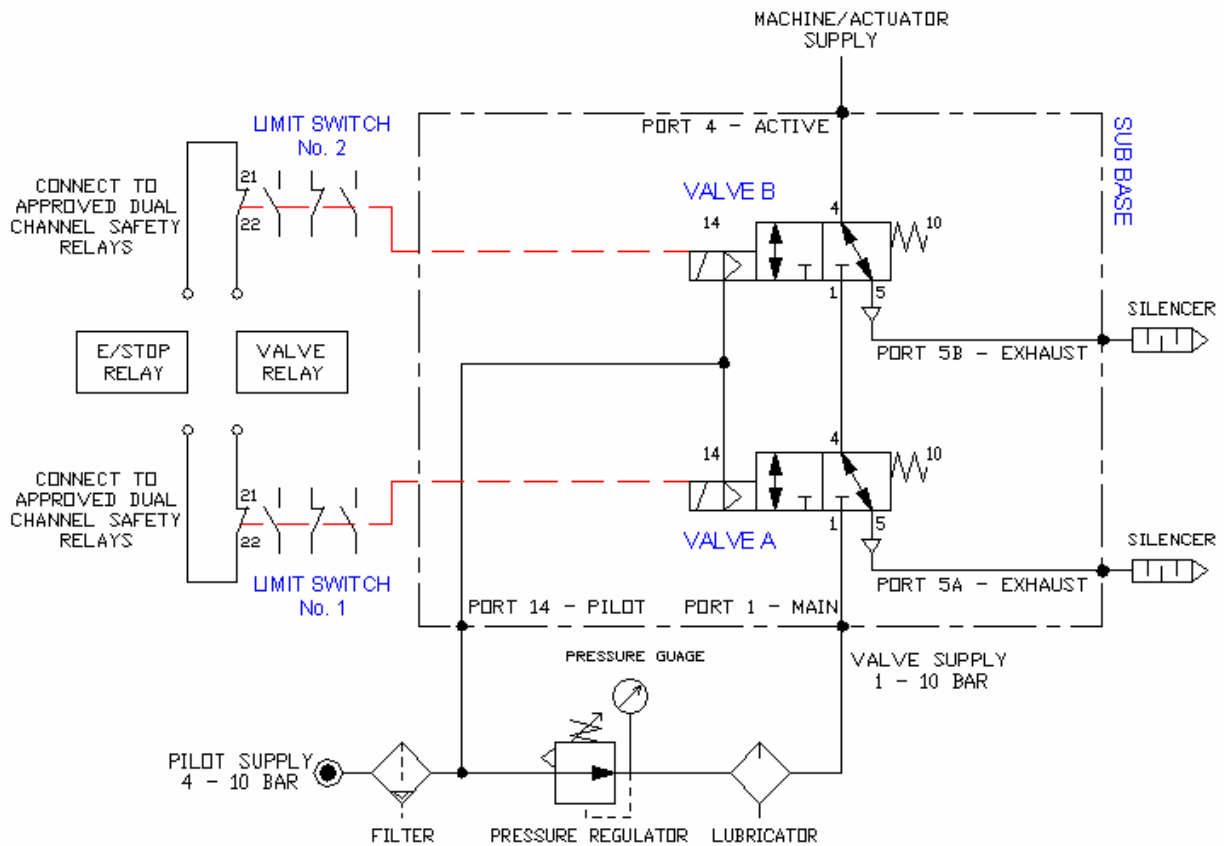 MACHINE/ACTUATOR
SUPPLY
PORT 4 - ACTIVE
SUB BASE
LIMIT SWITCH
No. 2
21
22
CONNECT TO
APPROVED DUAL
CHANNEL SAFETY
RELAYS
VALVE B
14
4
10
1
5
PORT 5B - EXHAUST
SILENCER
E/STOP
RELAY
VALVE
RELAY
CONNECT TO
APPROVED DUAL
CHANNEL SAFETY
RELAYS
21
22
LIMIT SWITCH
No. 1
14
4
10
1
5
VALVE A
PORT 5A - EXHAUST
SILENCER
PORT 14 - PILOT
PORT 1 - MAIN
PRESSURE GUAGE
VALVE SUPPLY
1 - 10 BAR
PILOT SUPPLY
4 - 10 BAR
FILTER
PRESSURE REGULATOR
LUBRICATOR